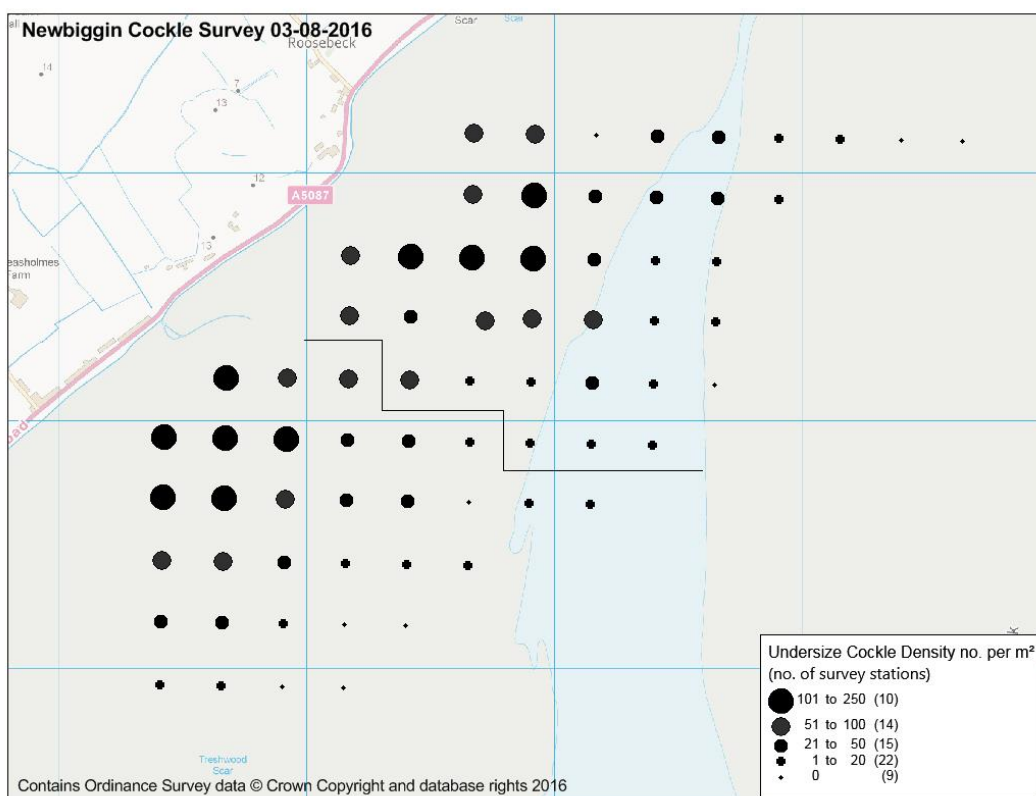 Newbiggin Cockle Survey 03-08-2016
Scar
Scar
Roosebeck
14
7
13
12
A5087
13
easholmes
Farm
oad
Treshwood
Scar
Undersize Cockle Density no. per m²
(no. of survey stations)
101 to 250 (10)
51 to 100 (14)
21 to 50 (15)
1 to 20 (22)
0 (9)
Contains Ordinance Survey data © Crown Copyright and database rights 2016